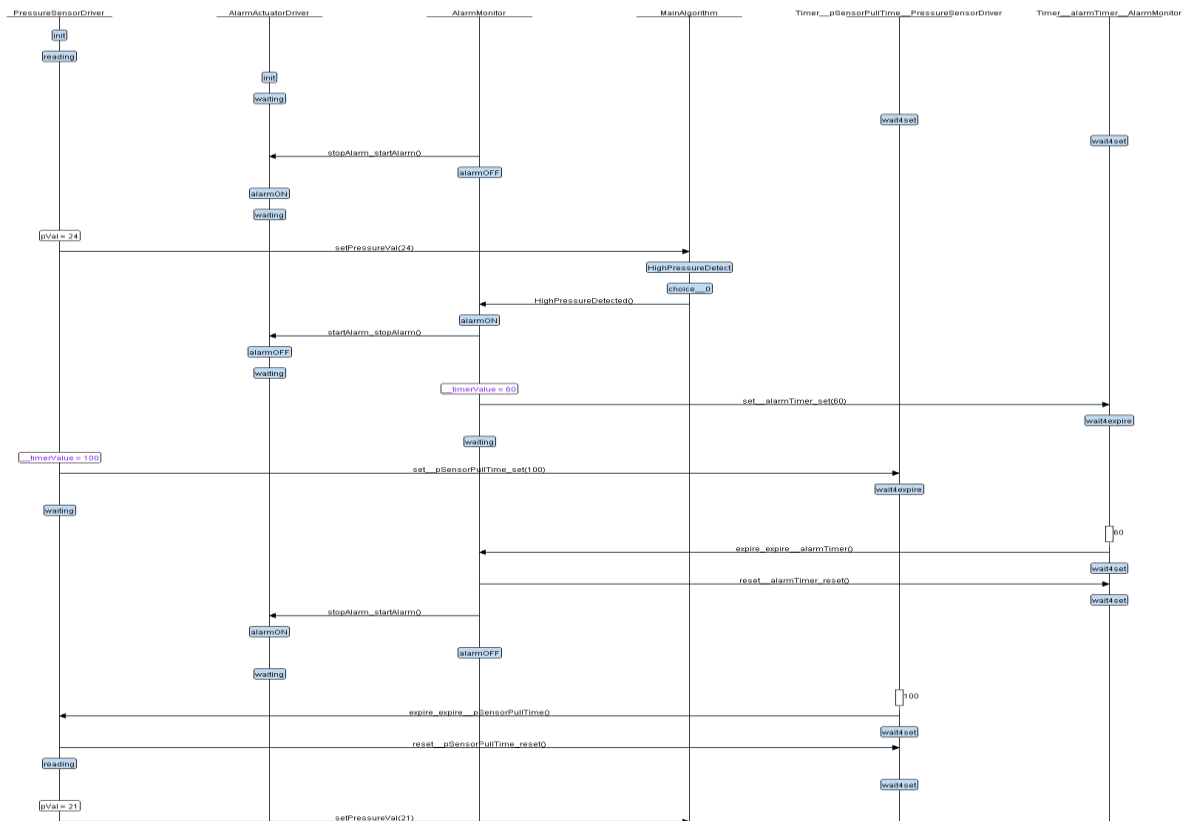 PressureSensorDriver AlarmActuatorDriver AlarmMonitor MainAlgorithm Timer__pSensorPullTime__PressureSensorDriver Timer__alarmTimer__AlarmMonitor
init
reading
init
waiting
wait4set
wait4set
stopAlarm_startAlarm()
alarmOFF
alarmON
waiting
pVal = 24
setPressureVal(24)
HighPressureDetect
choice__0
HighPressureDetected()
alarmON
startAlarm_stopAlarm()
alarmOFF
waiting
__timerValue = 60
set__alarmTimer_set(60)
wait4expire
waiting
__timerValue = 100
set__pSensorPullTime_set(100)
wait4expire
waiting
60
expire_expire__alarmTimer()
wait4set
reset__alarmTimer_reset()
wait4set
stopAlarm_startAlarm()
alarmON
alarmOFF
waiting
100
expire_expire__pSensorPullTime()
wait4set
reset__pSensorPullTime_reset()
reading
wait4set
pVal = 21
setPressureVal(21)